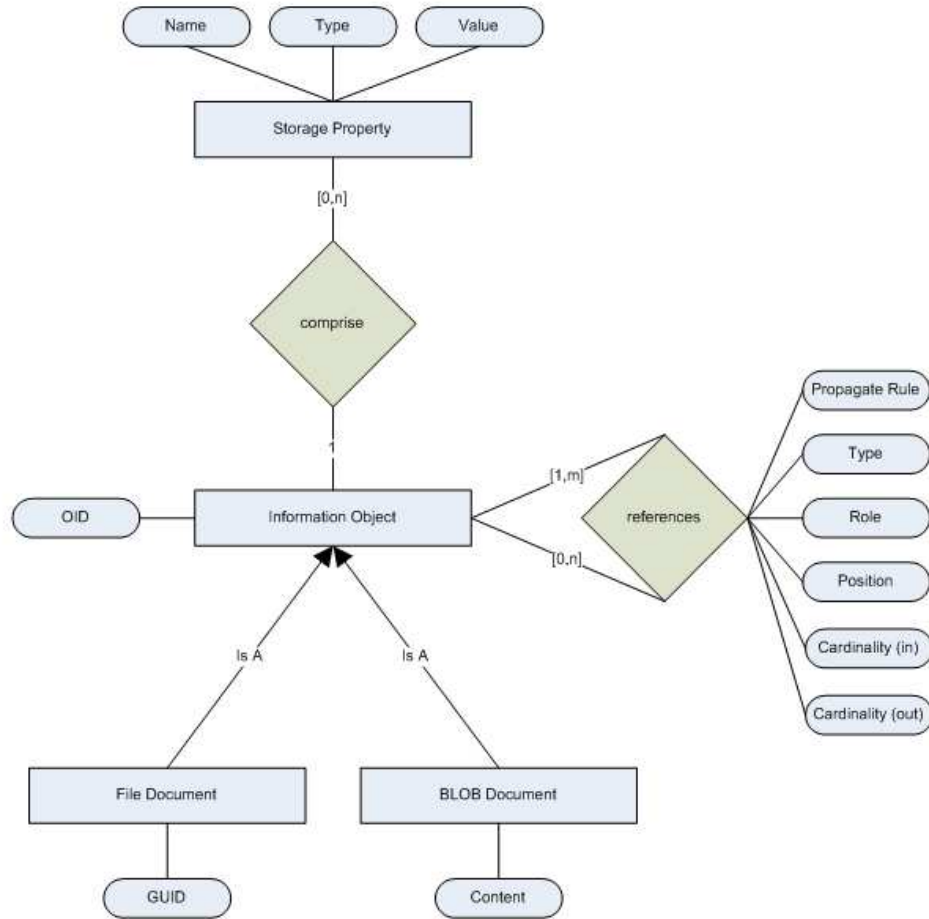 Name
Type
Value
Storage Property
[0,n]
comprise
1
Propagate Rule
Type
Role
Position
Cardinality (in)
Cardinality (out)
[1,m]
references
[0,n]
OID
Information Object
Is A
Is A
File Document
BLOB Document
GUID
Content